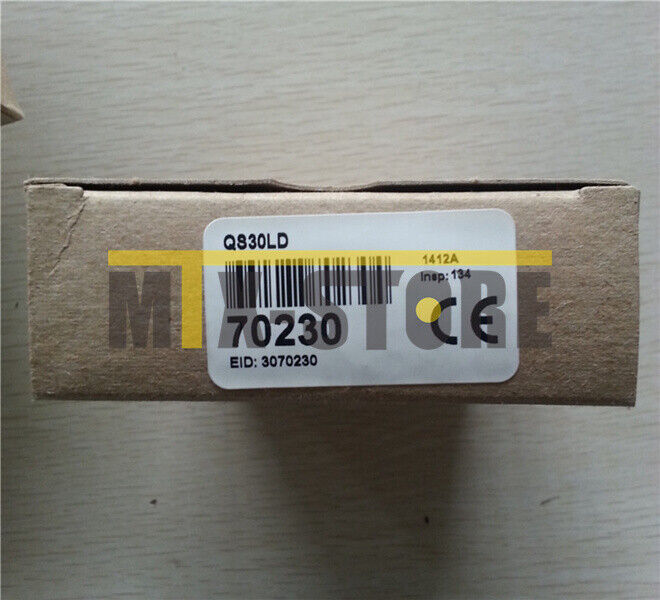 QS30LD
1412A
Insp: 134
70230
CE
EID: 3070230